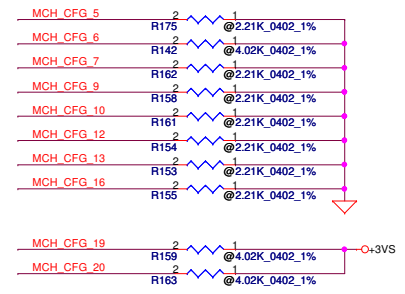 MCH_CFG_5 2 1
R175 @2.21K_0402_1%
MCH_CFG_6 2 1
R142 @4.02K_0402_1%
MCH_CFG_7 2 1
R162 @2.21K_0402_1%
MCH_CFG_9 2 1
R158 @2.21K_0402_1%
MCH_CFG_10 2 1
R161 @2.21K_0402_1%
MCH_CFG_12 2 1
R154 @2.21K_0402_1%
MCH_CFG_13 2 1
R153 @2.21K_0402_1%
MCH_CFG_16 2 1
R155 @2.21K_0402_1%
MCH_CFG_19 2 1 +3VS
R159 @4.02K_0402_1%
MCH_CFG_20 2 1
R163 @4.02K_0402_1%